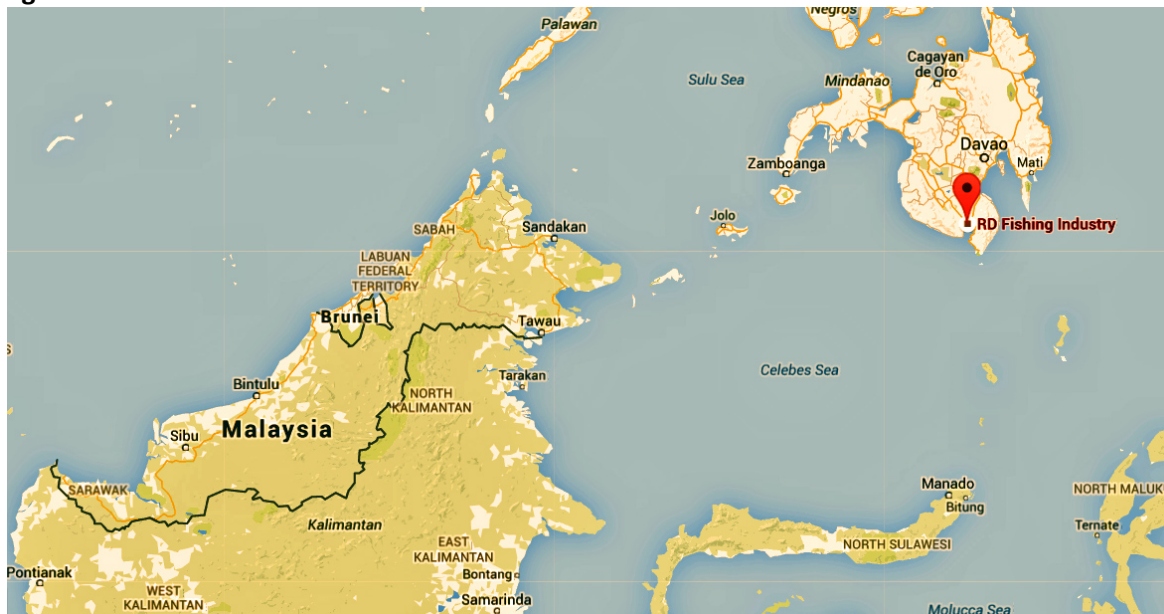 Negros
Palawan
Cagayan
de Oro
Sulu Sea
Mindanao
Davao
Zamboanga
Mati
Jolo
RD Fishing Industry
SABAH
Sandakan
LABUAN
FEDERAL
TERRITORY
Brunei
Tawau
Celebes Sea
Tarakan
Bintulu
NORTH
KALIMANTAN
Malaysia
Sibu
SARAWAK
Manado
Bitung
NORTH MALUK
Kalimantan
Ternate
EAST
KALIMANTAN
NORTH SULAWESI
Pontianak
Bontang
WEST
KALIMANTAN
Samarinda
Molucca Sea